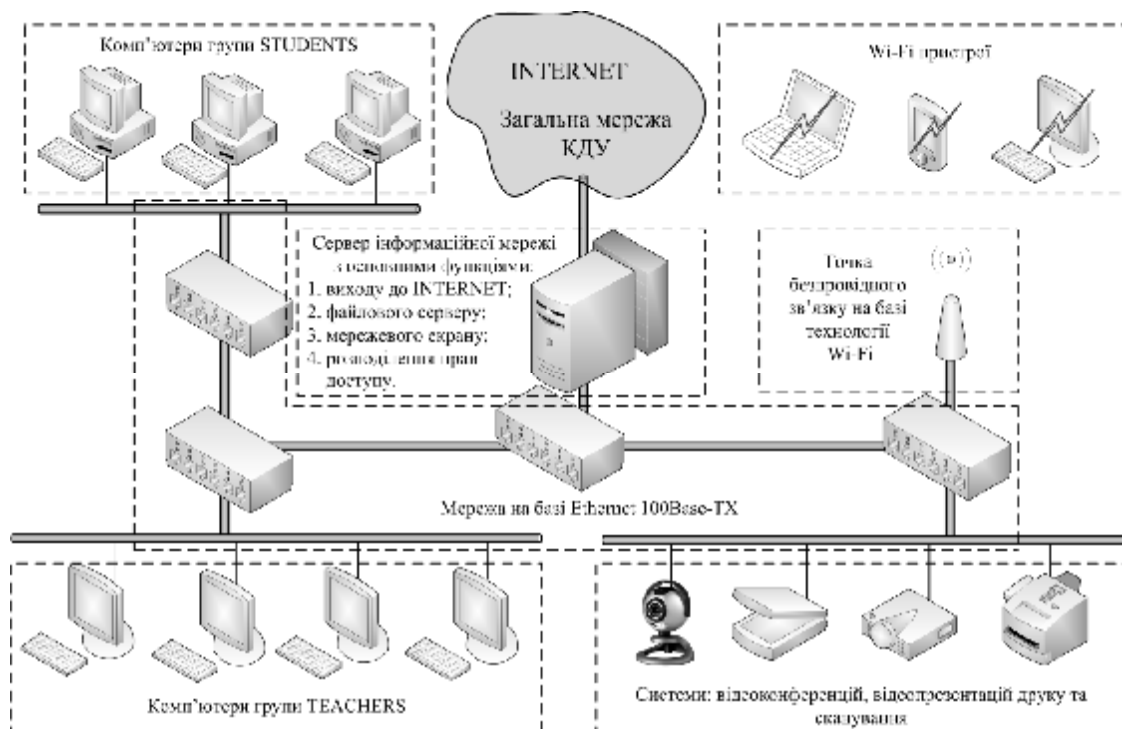 Комп’ютери групи STUDENTS
INTERNET
Загальна мережа
КДУ
Wi-Fi пристрої
Сервер інформаційної мережі
з основними функціями:
1. виходу до INTERNET;
2. файлового серверу;
3. мережевого екрану;
4. розподілення прав
доступу.
Точка
безпровідного
зв’язку на базі
технології
Wi-Fi
Мережа на базі Ethernet 100Base-TX
Комп’ютери групи TEACHERS
Системи: відеоконференцій, відеопрезентацій друку та
сканування